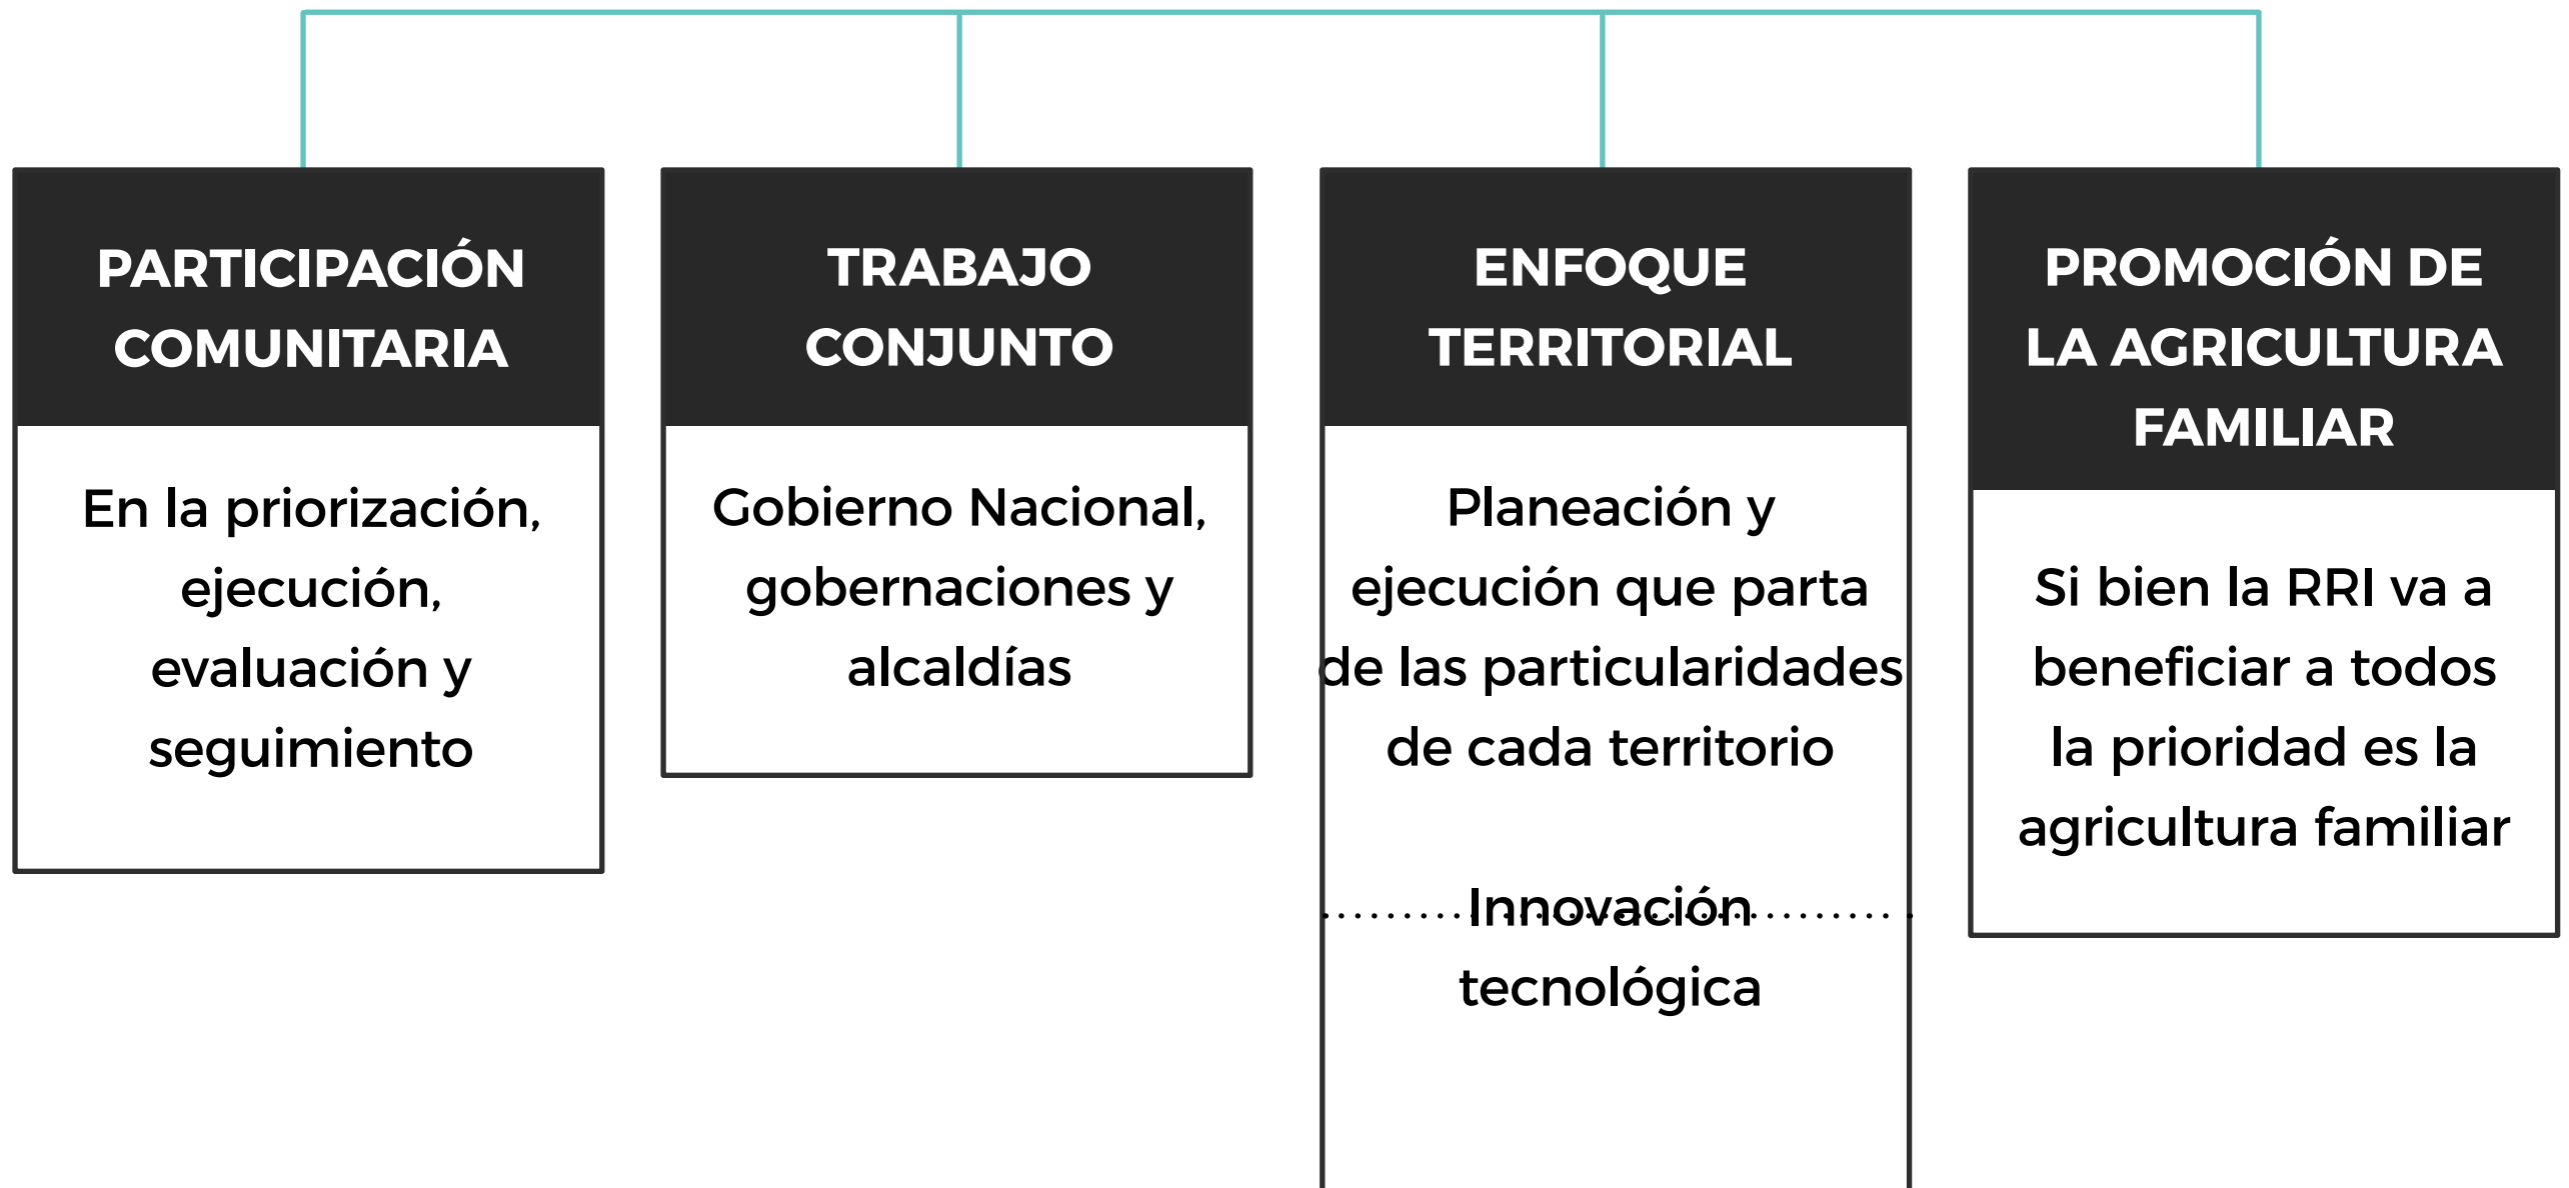 PARTICIPACIÓN
COMUNITARIA
En la priorización,
ejecución,
evaluación y
seguimiento
TRABAJO
CONJUNTO
Gobierno Nacional,
gobernaciones y
alcaldías
ENFOQUE
TERRITORIAL
Planeación y
ejecución que parta
de las particularidades
de cada territorio
Innovación
tecnológica
PROMOCIÓN DE
LA AGRICULTURA
FAMILIAR
Si bien la RRI va a
beneficiar a todos
la prioridad es la
agricultura familiar